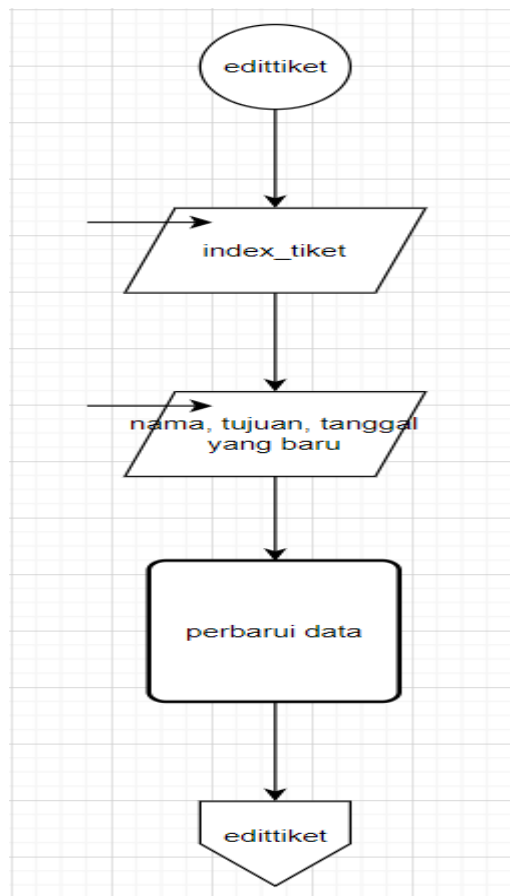 edittiket
index_tiket
nama, tujuan, tanggal
yang baru
perbarui data
edittiket